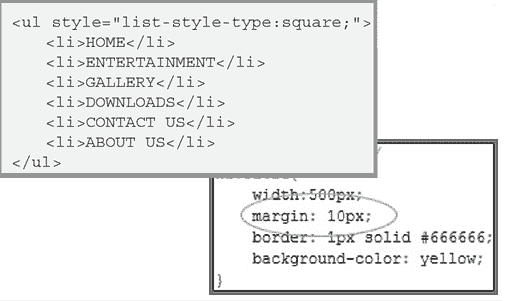 <ul style="list-style-type:square;">
<li>HOME</li>
<li>ENTERTAINMENT</li>
<li>GALLERY</li>
<li>DOWNLOADS</li>
<li>CONTACT US</li>
<li>ABOUT US</li>
</ul>
width:500px;
margin: 10px;
border: 1px solid #666666;
background-color: yellow;
}